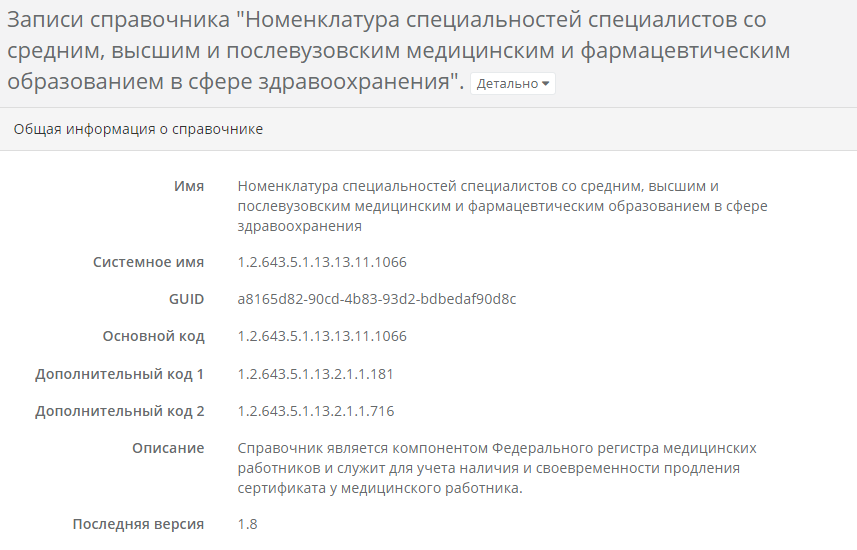 Записи справочника "Номенклатура специальностей специалистов со
средним, высшим и послевузовским медицинским и фармацевтическим
образованием в сфере здравоохранения". Детально
Общая информация о справочнике
Имя Номенклатура специальностей специалистов со средним, высшим и
послевузовским медицинским и фармацевтическим образованием в сфере
здравоохранения
Системное имя 1.2.643.5.1.13.13.11.1066
GUID a8165d82-90cd-4b83-93d2-bdbedaf90d8c
Основной код 1.2.643.5.1.13.13.11.1066
Дополнительный код 1 1.2.643.5.1.13.2.1.1.181
Дополнительный код 2 1.2.643.5.1.13.2.1.1.716
Описание Справочник является компонентом Федерального регистра медицинских
работников и служит для учета наличия и своевременности продления
сертификата у медицинского работника.
Последняя версия 1.8